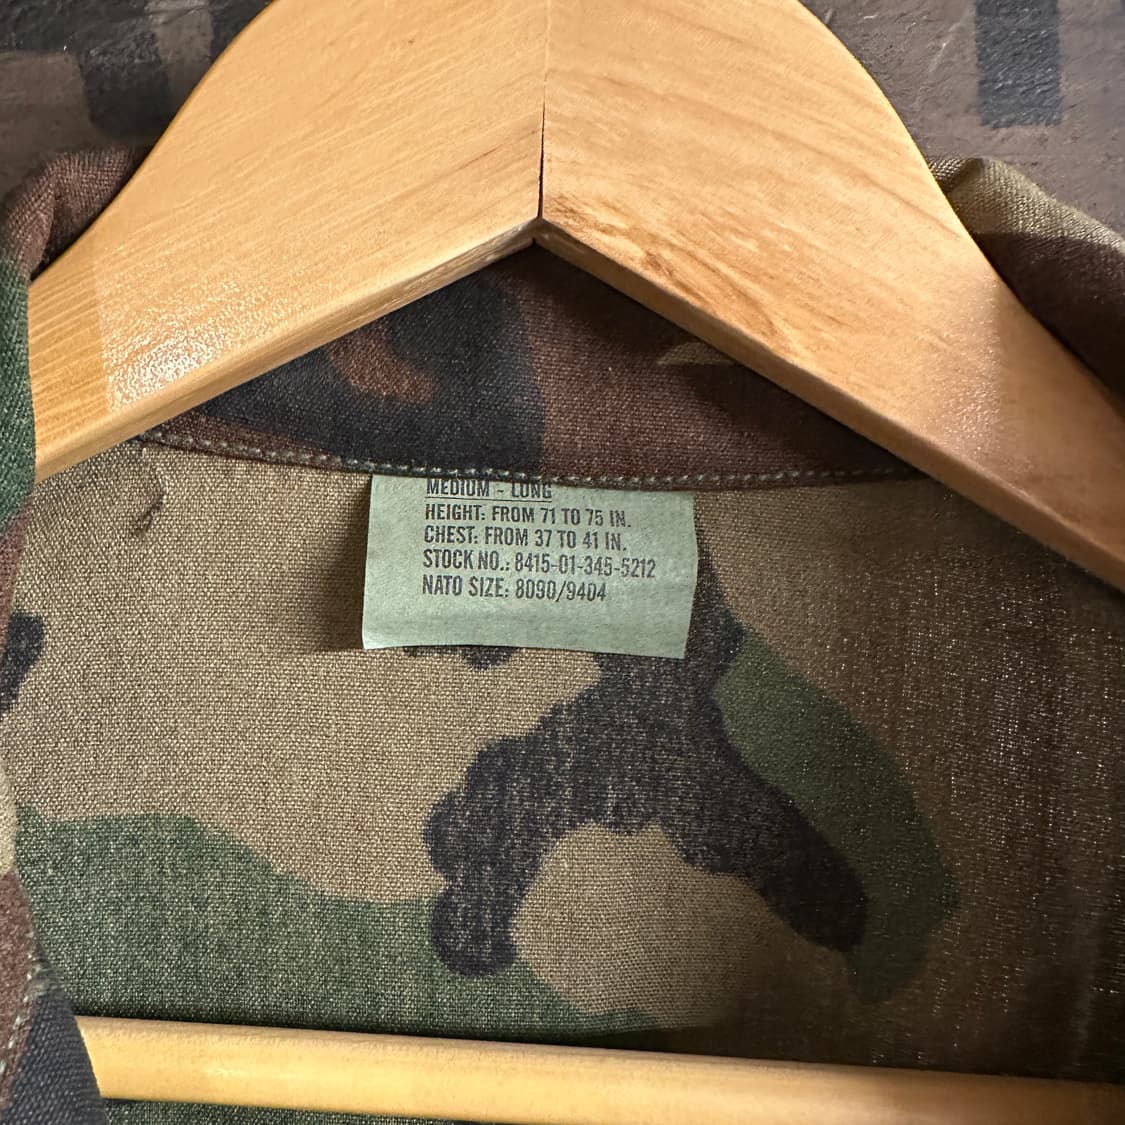 MEDIUM - LONG
HEIGHT: FROM 71 TO 75 IN.
CHEST: FROM 37 TO 41 IN.
STOCK NO.: 8415-01-345-5212
NATO SIZE: 8090/9404